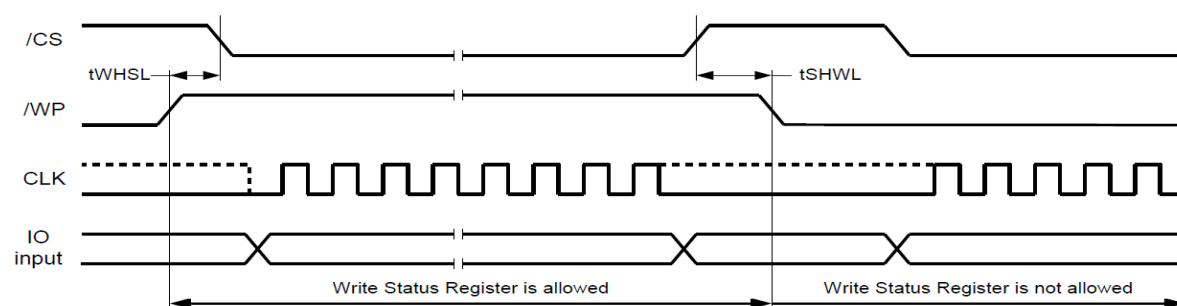 /CS
tWHSL
tSHWL
/WP
CLK
IO
input
Write Status Register is allowed
Write Status Register is not allowed